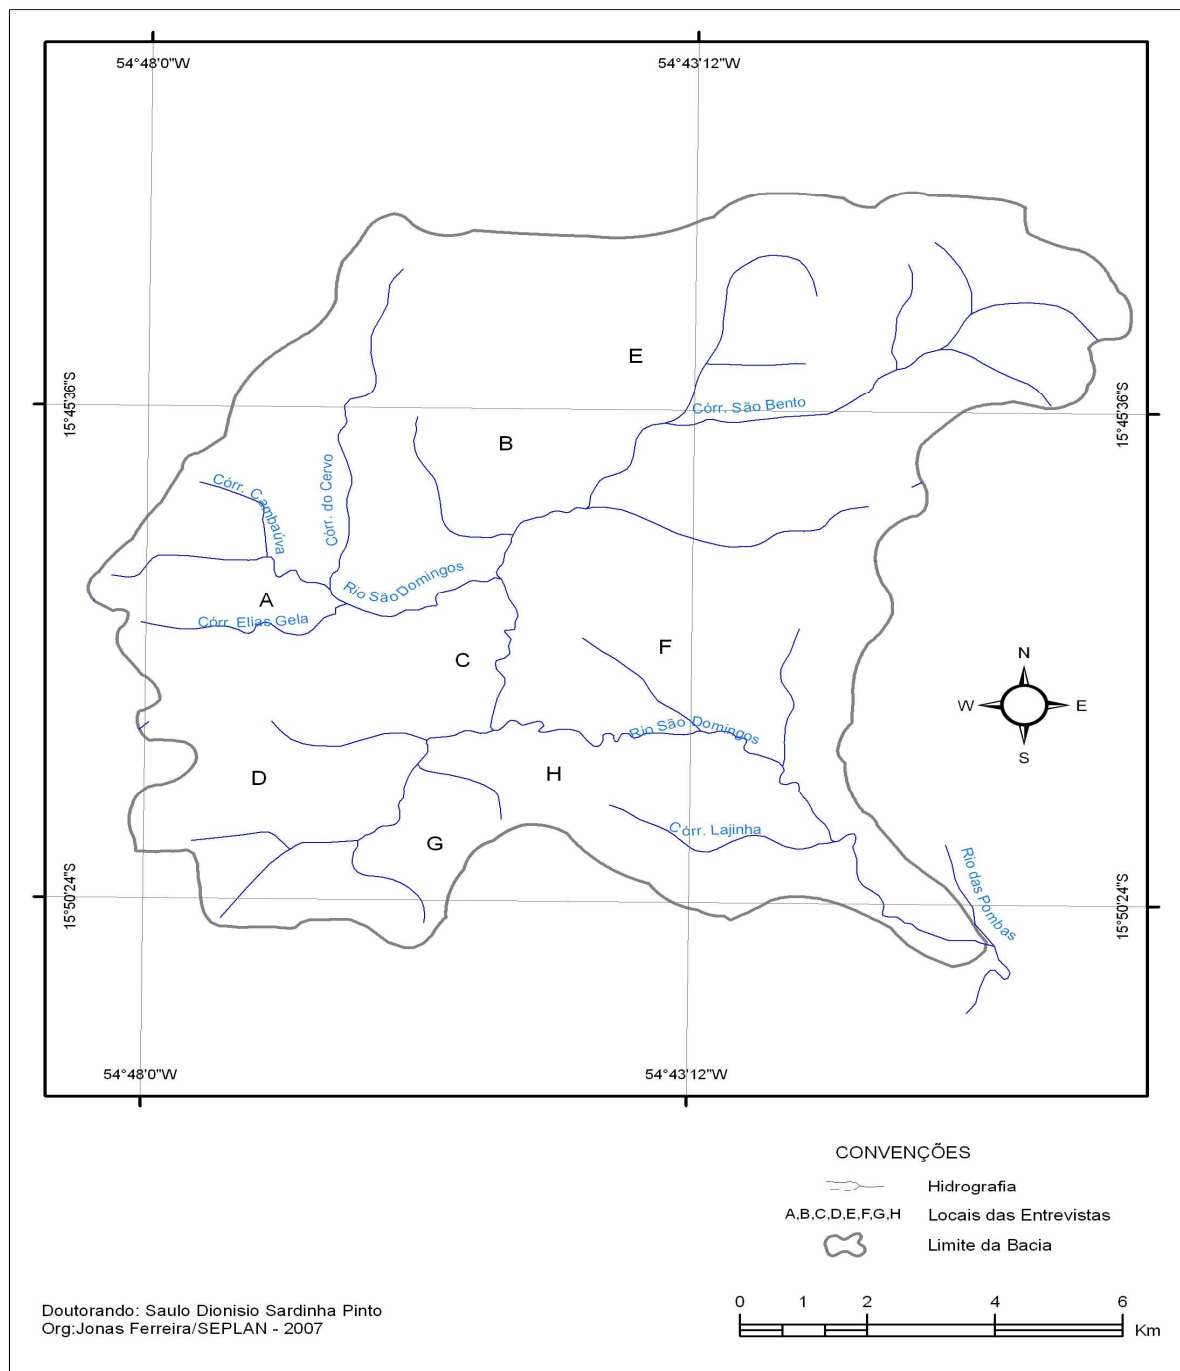 54°48'0"W
54°43'12"W
15°45'36"S
15°45'36"S
E
Córr. São Bento
B
Córr. Cambaúva
Córr. do Cervo
Rio São Domingos
A
Córr. Elias Gela
C
F
N
W
E
S
Rio São Domingos
D
H
G
Córr. Lajinha
Rio das Pombas
15°50'24"S
15°50'24"S
54°48'0"W
54°43'12"W
CONVENÇÕES
Hidrografia
A,B,C,D,E,F,G,H
Locais das Entrevistas
Limite da Bacia
Doutorando: Saulo Dionisio Sardinha Pinto
Org:Jonas Ferreira/SEPLAN - 2007
0 1 2 4 6
Km